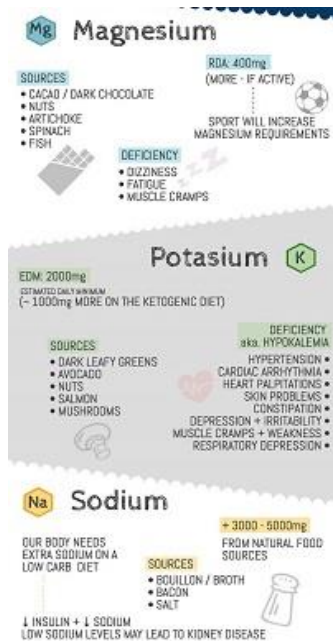 Mg Magnesium
SOURCES
• CACAO / DARK CHOCOLATE
• NUTS
• ARTICHOKE
• SPINACH
• FISH
RDA: 400mg
(MORE - IF ACTIVE)
SPORT WILL INCREASE
MAGNESIUM REQUIREMENTS
DEFICIENCY
• DIZZINESS
• FATIGUE
• MUSCLE CRAMPS
ZZZ
Potasium K
EDM: 2000mg
ESTIMATED DAILY MINIMUM
(~ 1000mg MORE ON THE KETOGENIC DIET)
SOURCES
• DARK LEAFY GREENS
• AVOCADO
• NUTS
• SALMON
• MUSHROOMS
DEFICIENCY
aka. HYPOKALEMIA
HYPERTENSION •
CARDIAC ARRHYTHMIA •
HEART PALPITATIONS •
SKIN PROBLEMS •
CONSTIPATION •
DEPRESSION + IRRITABILITY •
MUSCLE CRAMPS + WEAKNESS •
RESPIRATORY DEPRESSION •
Na Sodium
OUR BODY NEEDS
EXTRA SODIUM ON A
LOW CARB DIET
+ 3000 - 5000mg
FROM NATURAL FOOD
SOURCES
SOURCES
• BOUILLON / BROTH
• BACON
• SALT
↓ INSULIN + ↓ SODIUM
LOW SODIUM LEVELS MAY LEAD TO KIDNEY DISEASE